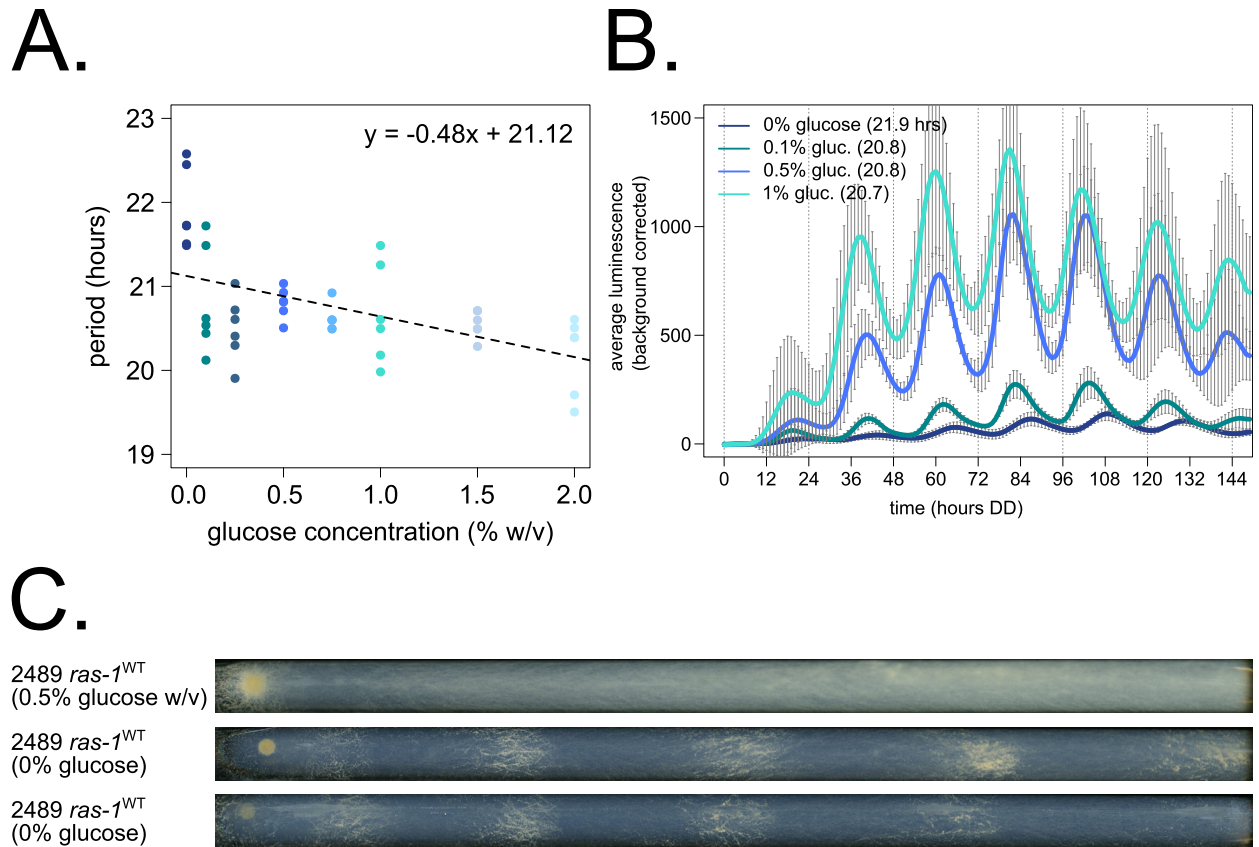 A.
B.
23
22
21
20
19
period (hours)
y = -0.48x + 21.12
0.0 0.5 1.0 1.5 2.0
glucose concentration (% w/v)
1500
1000
500
0
average luminescence
(background corrected)
0% glucose (21.9 hrs)
0.1% gluc. (20.8)
0.5% gluc. (20.8)
1% gluc. (20.7)
0 12 24 36 48 60 72 84 96 108 120 132 144
time (hours DD)
C.
2489 ras-1WT
(0.5% glucose w/v)
2489 ras-1WT
(0% glucose)
2489 ras-1WT
(0% glucose)